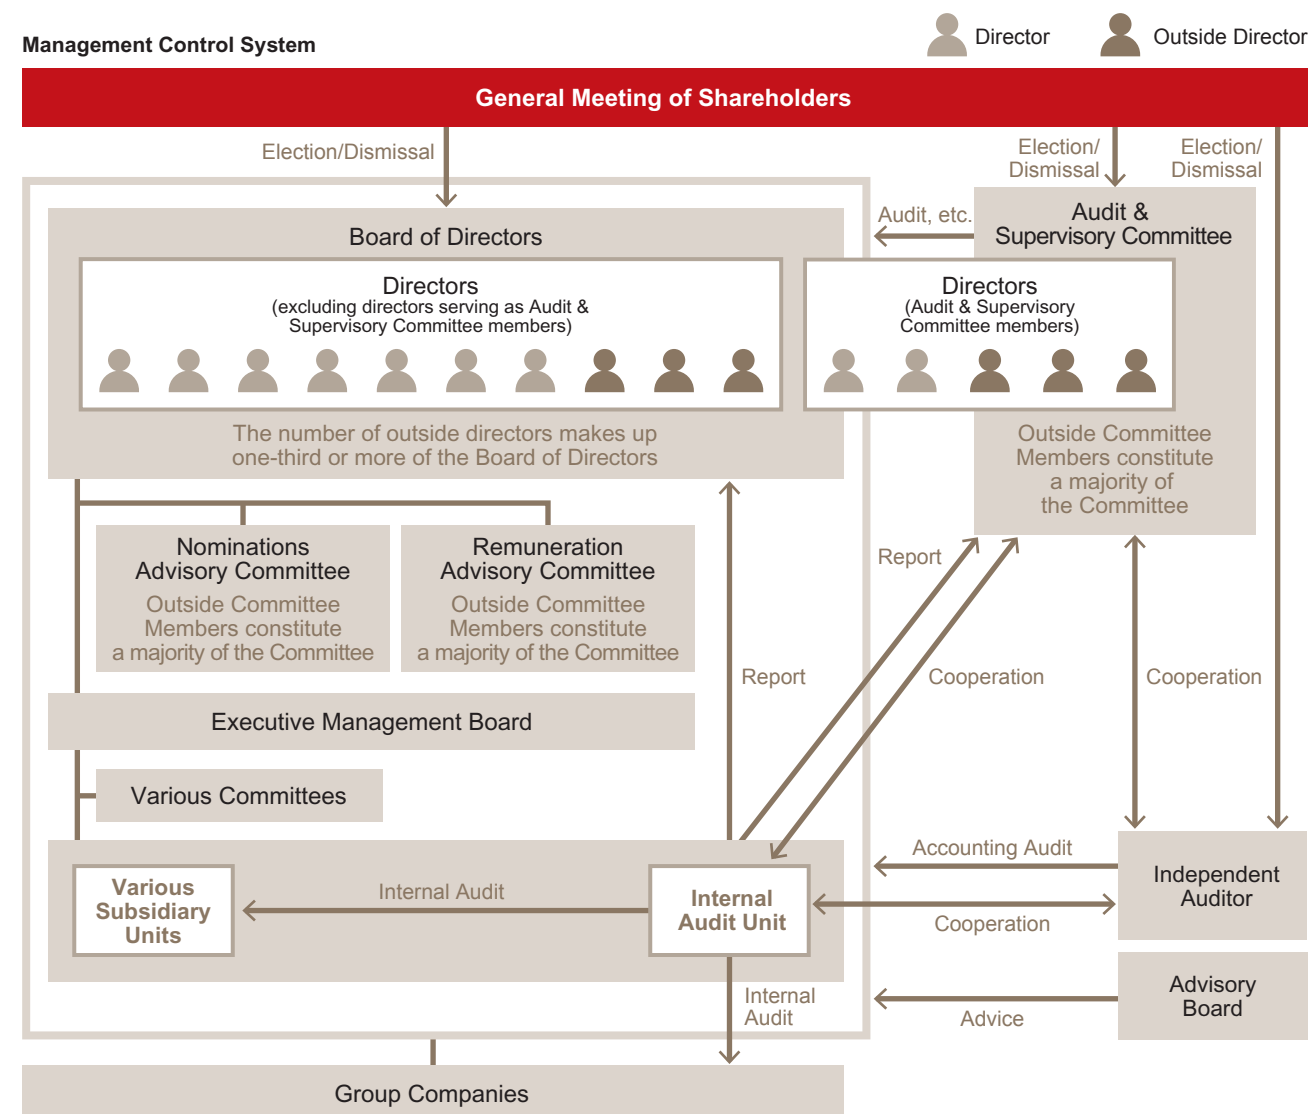 Management Control System
Director
Outside Director
General Meeting of Shareholders
Election/Dismissal
Election/
Dismissal
Election/
Dismissal
Board of Directors
Audit, etc.
Audit &
Supervisory Committee
Directors
(excluding directors serving as Audit &
Supervisory Committee members)
Directors
(Audit & Supervisory
Committee members)
The number of outside directors makes up
one-third or more of the Board of Directors
Outside Committee
Members constitute
a majority of
the Committee
Nominations
Advisory Committee
Outside Committee
Members constitute
a majority of the Committee
Remuneration
Advisory Committee
Outside Committee
Members constitute
a majority of the Committee
Report
Report
Cooperation
Cooperation
Executive Management Board
Various Committees
Various
Subsidiary
Units
Internal Audit
Internal
Audit Unit
Accounting Audit
Cooperation
Independent
Auditor
Internal
Audit
Advice
Advisory
Board
Group Companies